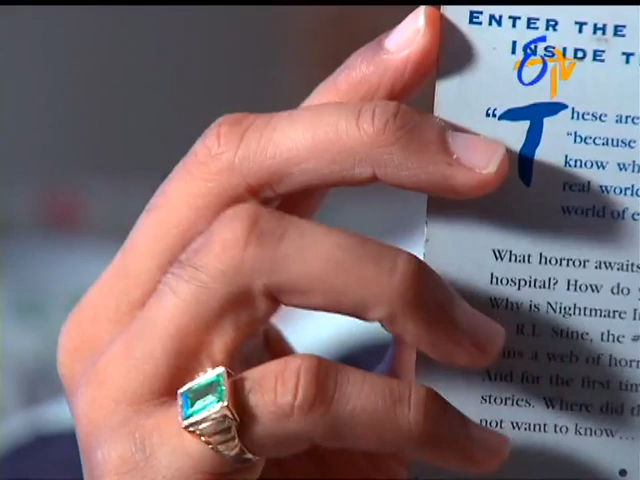 ENTER THE
INSIDE T
ETV
"These are
"because
know wh
real world
world of e
What horror awaits
hospital? How do
Why is Nightmare
R.L. Stine, the
a web of horr
And for the first tim
stories. Where did th
not want to know...